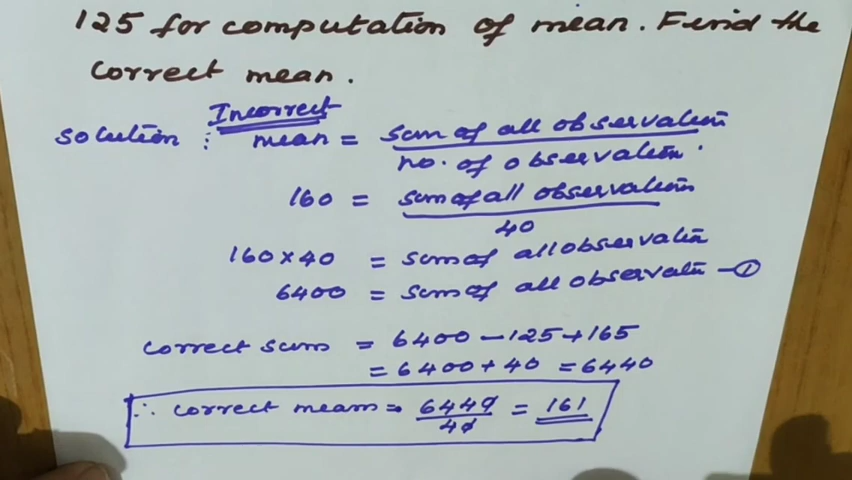 125 for computation of mean. Find the
correct mean.
Incorrect
solution : mean = sum of all observation
no. of observation.
160 = sum of all observations
40
160 x 40 = sum of all observation
6400 = sum of all observatn — ①
correct sum = 6400 - 125 + 165
= 6400 + 40 = 6440
∴ correct mean = 6440 = 161
40